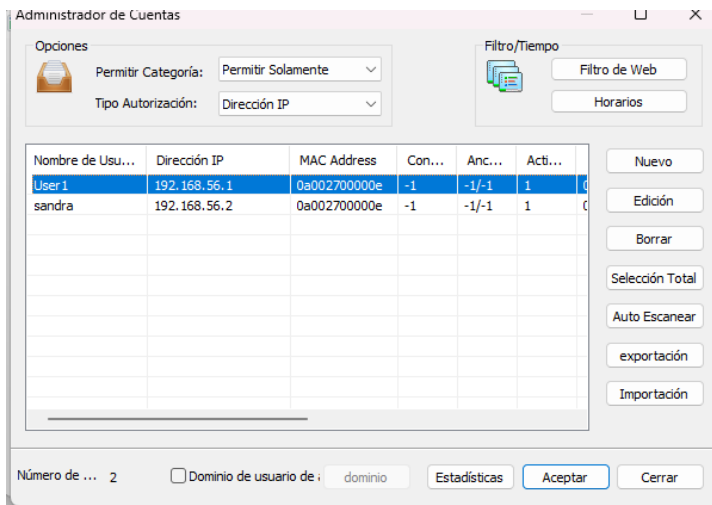 Administrador de Cuentas
Opciones
Permitir Categoría: Permitir Solamente
Tipo Autorización: Dirección IP
Filtro/Tiempo
Filtro de Web
Horarios
Nombre de Usu... Dirección IP MAC Address Con... Anc... Acti...
User1 192.168.56.1 0a002700000e -1 -1/-1 1
sandra 192.168.56.2 0a002700000e -1 -1/-1 1
Nuevo
Edición
Borrar
Selección Total
Auto Escanear
exportación
Importación
Número de ... 2 Dominio de usuario de dominio Estadísticas Aceptar Cerrar